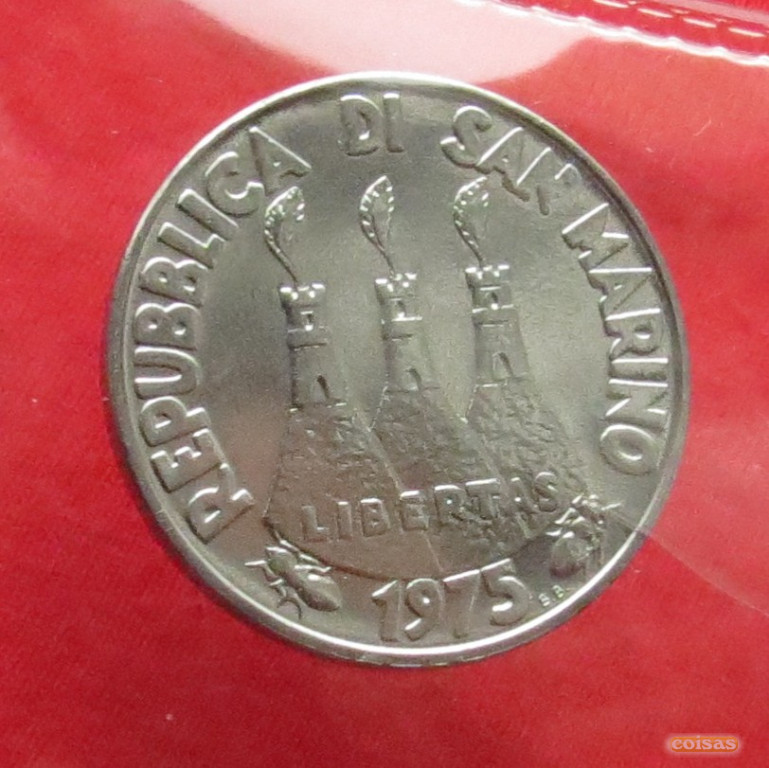 REPUBBLICA DI SAN MARINO
LIBERTAS
1975
S B.
coisas